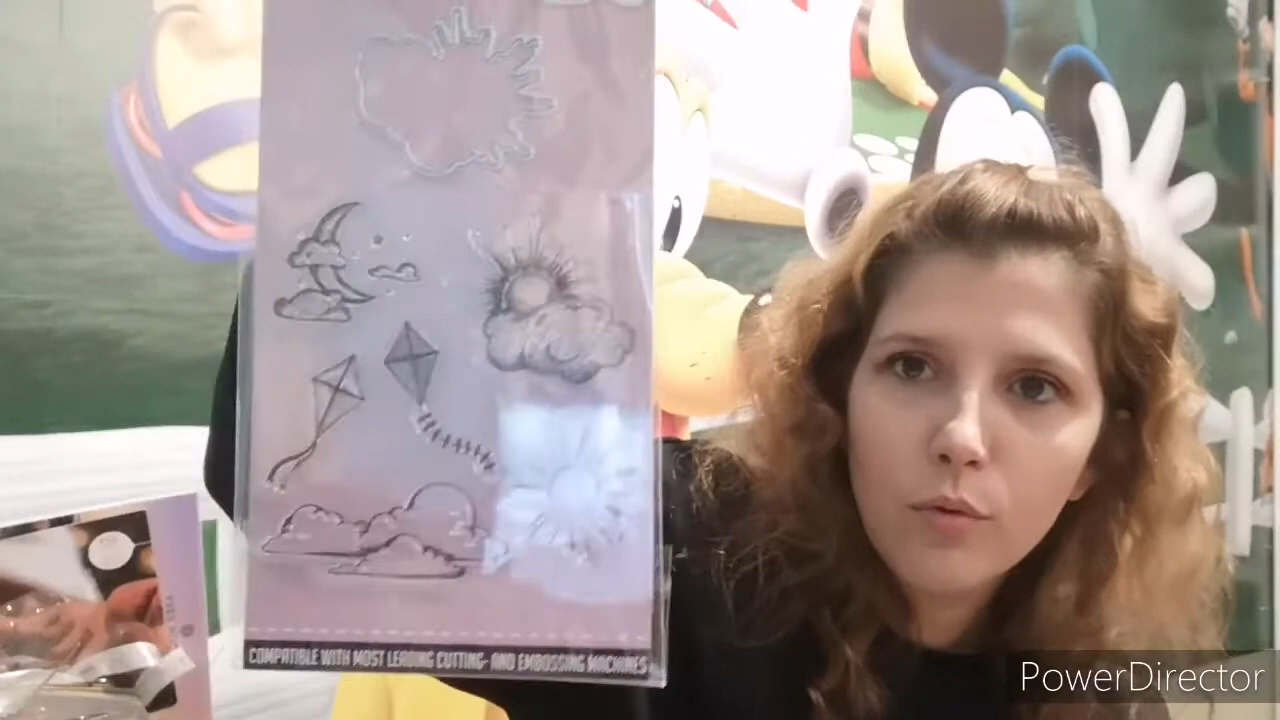 COMPATIBLE WITH MOST LEADING CUTTING- AND EMBOSSING MACHINES
PowerDirector